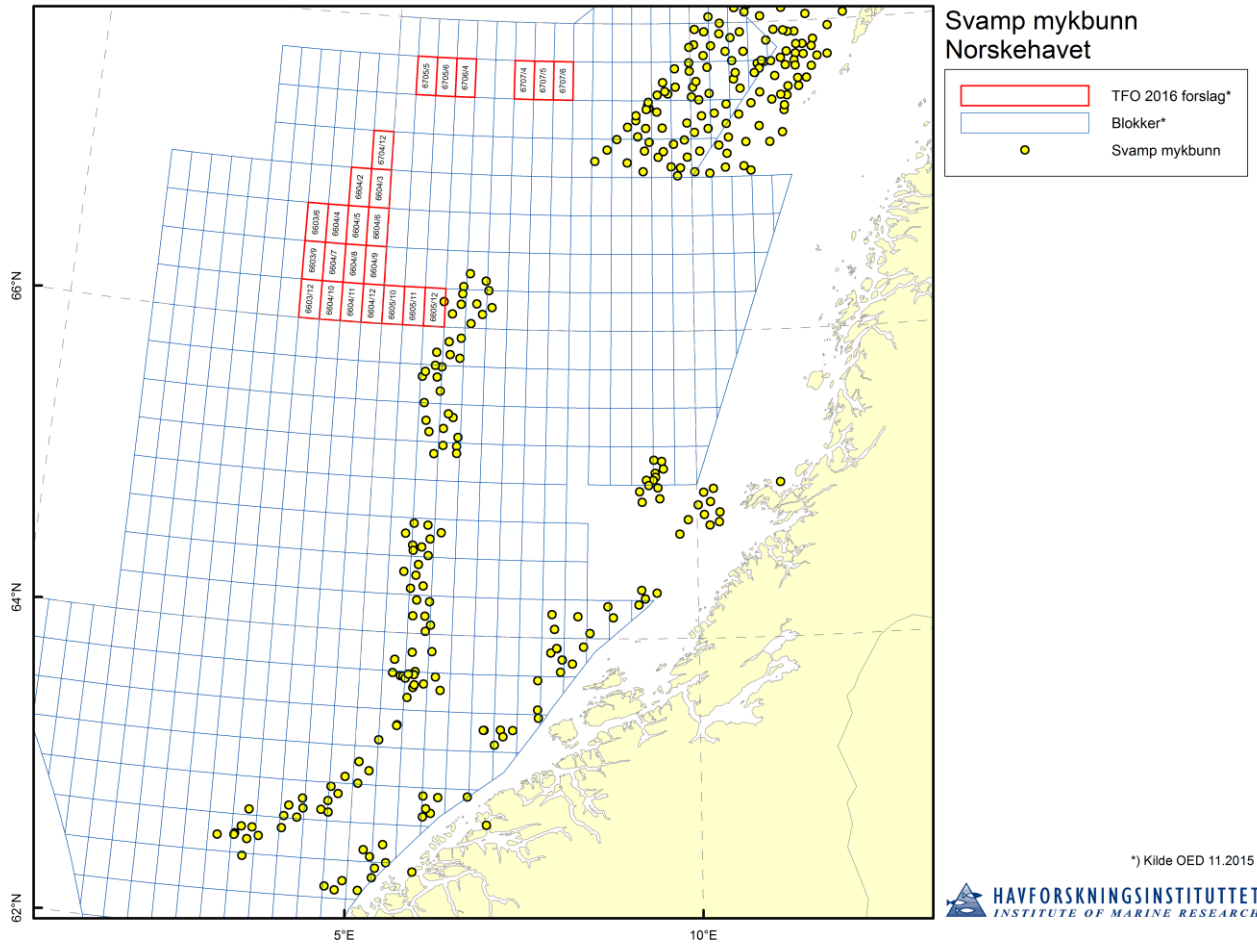 Svamp mykbunn
Norskehavet
TFO 2016 forslag*
Blokker*
Svamp mykbunn
6705/5
6705/6
6706/4
6707/4
6707/5
6707/6
6704/12
6604/2
6604/3
6603/6
6604/4
6604/5
6604/6
6603/9
6604/7
6604/8
6604/9
6603/12
6604/10
6604/11
6604/12
6605/10
6605/11
6605/12
66°N
64°N
62°N
5°E
10°E
*) Kilde OED 11.2015
HAVFORSKNINGSINSTITUTTET
INSTITUTE OF MARINE RESEARCH